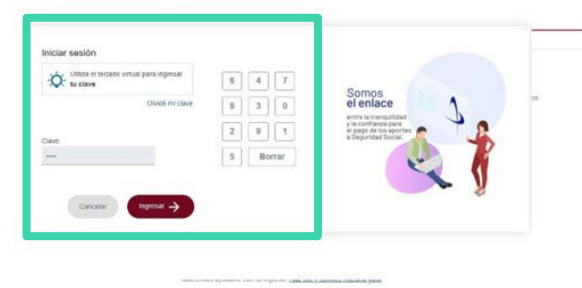 Iniciar sesión
Utiliza el teclado virtual para ingresar
tu clave
Olvidé mi clave
Clave
····
6 4 7
8 3 0
2 9 1
5 Borrar
Cancelar
Ingresar →
Somos
el enlace
entre la tranquilidad
y la confianza para
el pago de los aportes
a Seguridad Social.